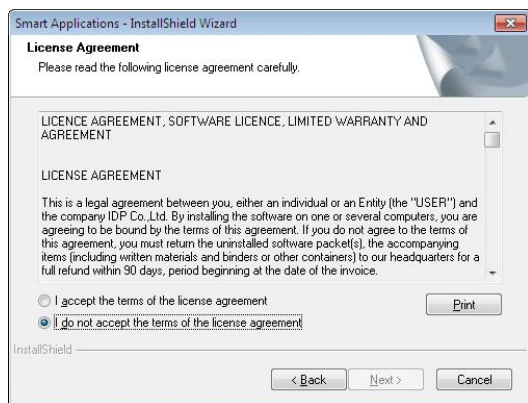 Smart Applications - InstallShield Wizard
License Agreement
Please read the following license agreement carefully.
LICENCE AGREEMENT, SOFTWARE LICENCE, LIMITED WARRANTY AND
AGREEMENT
LICENSE AGREEMENT
This is a legal agreement between you, either an individual or an Entity (the "USER") and
the company IDP Co.,Ltd. By installing the software on one or several computers, you are
agreeing to be bound by the terms of this agreement. If you do not agree to the terms of
this agreement, you must return the uninstalled software packet(s), the accompanying
items (including written materials and binders or other containers) to our headquarters for a
full refund within 90 days, period beginning at the date of the invoice.
I accept the terms of the license agreement
Print
I do not accept the terms of the license agreement
InstallShield
< Back
Next >
Cancel